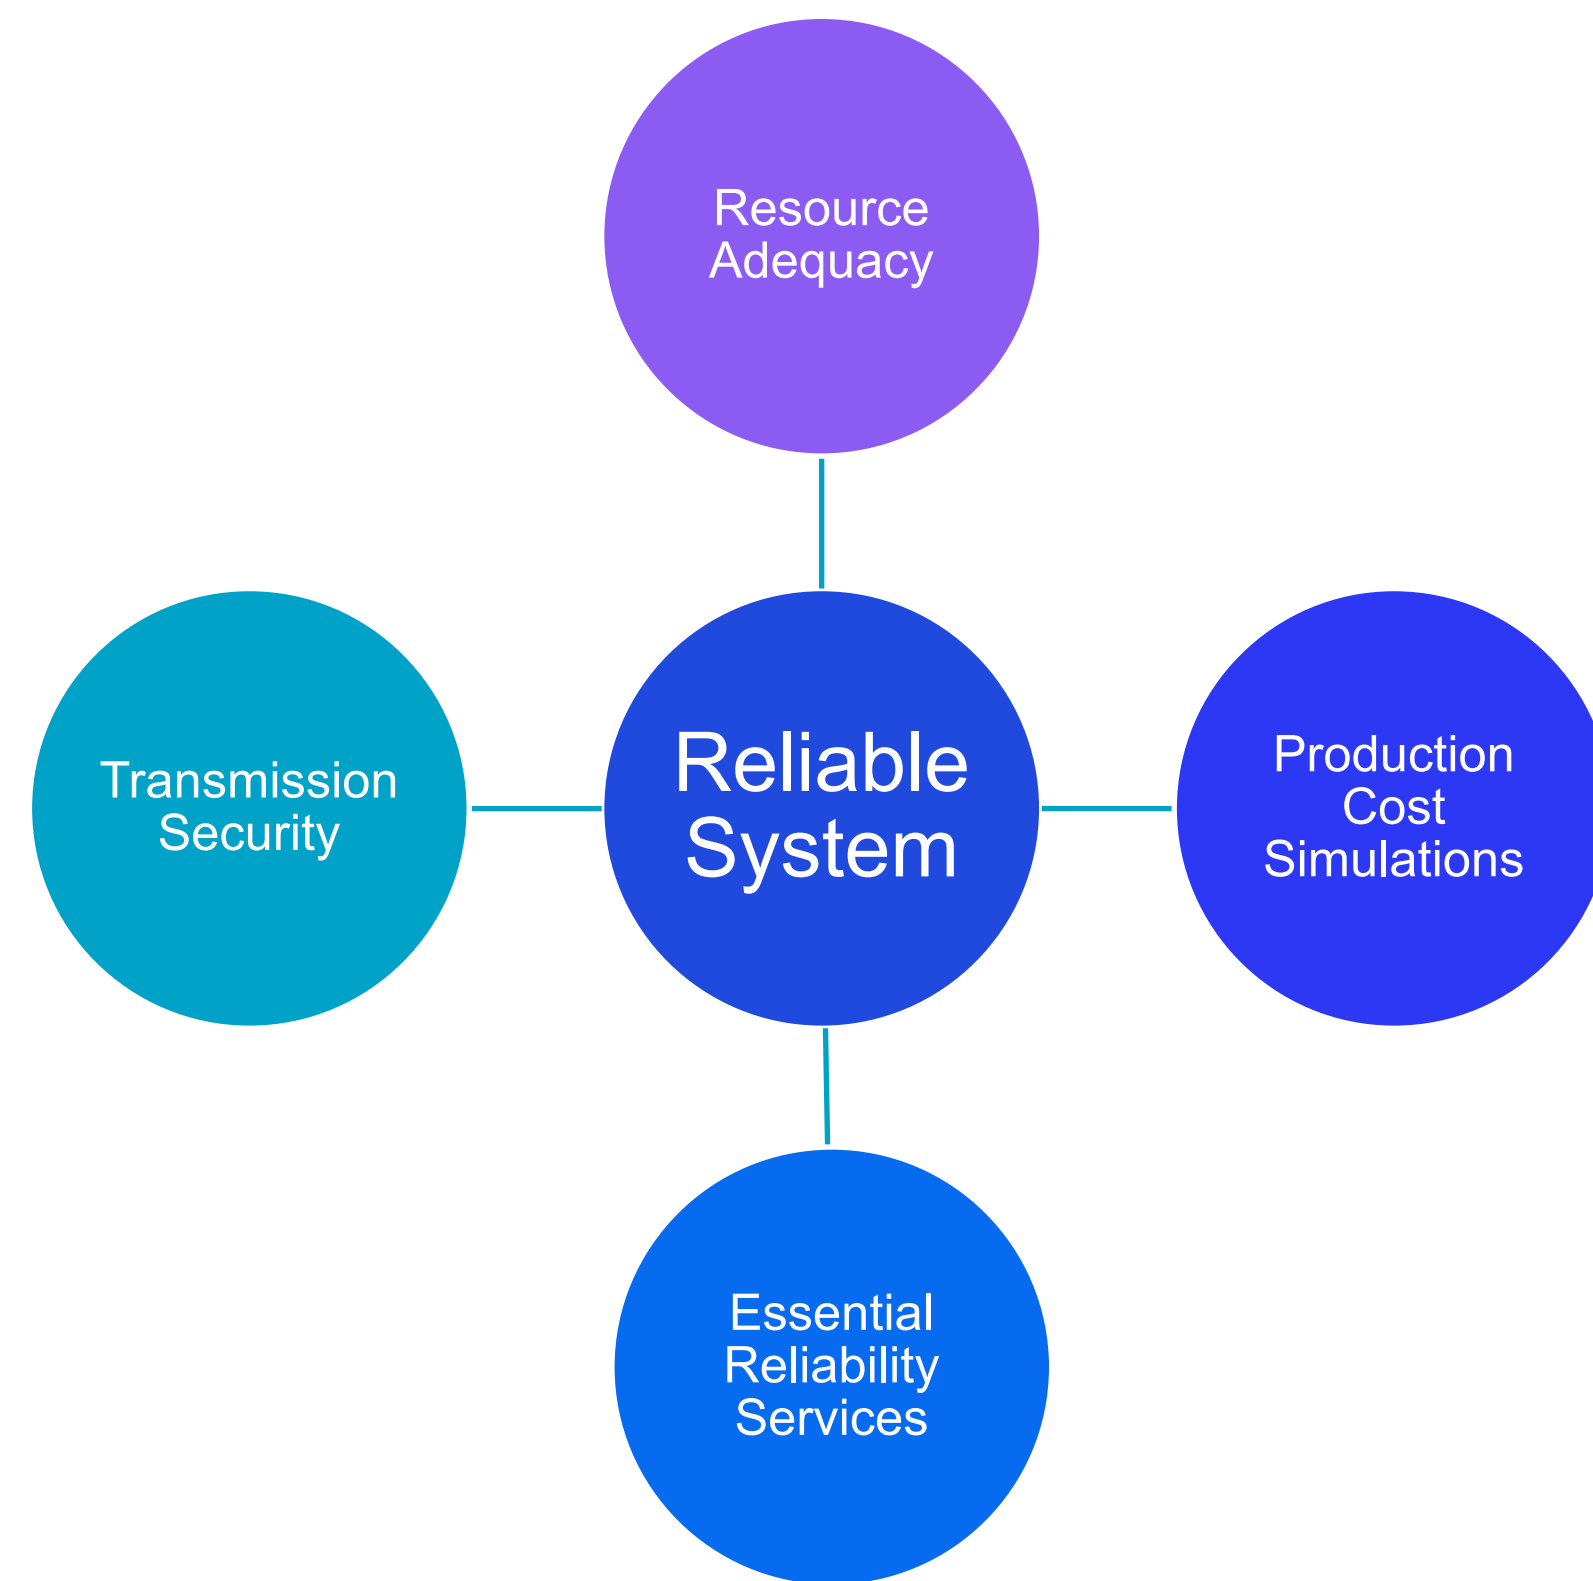 Resource
Adequacy
Transmission
Security
Reliable
System
Production
Cost
Simulations
Essential
Reliability
Services